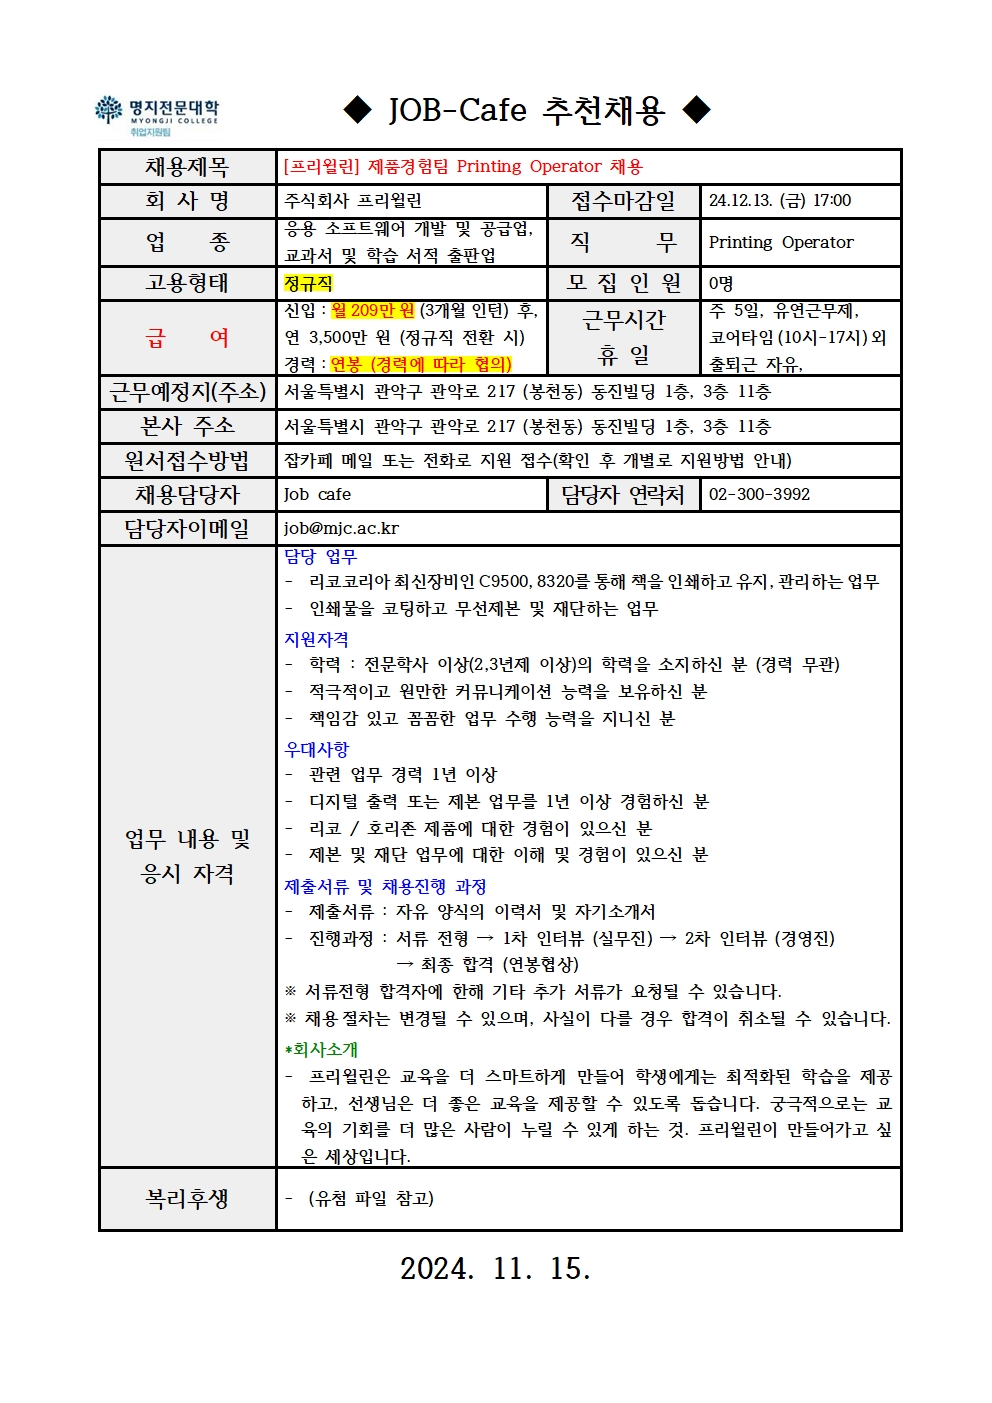 명지전문대학
MYONGJI COLLEGE
취업지원팀
◆ JOB-Cafe 추천채용 ◆
채용제목 [프리윌린] 제품경험팀 Printing Operator 채용
회 사 명 주식회사 프리윌린 접수마감일 24.12.13. (금) 17:00
업 종 응용 소프트웨어 개발 및 공급업, 교과서 및 학습 서적 출판업 직 무 Printing Operator
고용형태 정규직 모 집 인 원 0명
급 여
신입 : 월 209만 원 (3개월 인턴) 후,
연 3,500만 원 (정규직 전환 시)
경력 : 연봉 (경력에 따라 협의)
근무시간
휴 일
주 5일, 유연근무제,
코어타임(10시-17시)외
출퇴근 자유,
근무예정지(주소) 서울특별시 관악구 관악로 217 (봉천동) 동진빌딩 1층, 3층 11층
본사 주소 서울특별시 관악구 관악로 217 (봉천동) 동진빌딩 1층, 3층 11층
원서접수방법 잡카페 메일 또는 전화로 지원 접수(확인 후 개별로 지원방법 안내)
채용담당자 Job cafe 담당자 연락처 02-300-3992
담당자이메일 job@mjc.ac.kr
업무 내용 및
응시 자격
담당 업무
- 리코코리아 최신장비인 C9500, 8320를 통해 책을 인쇄하고 유지, 관리하는 업무
- 인쇄물을 코팅하고 무선제본 및 재단하는 업무
지원자격
- 학력 : 전문학사 이상(2,3년제 이상)의 학력을 소지하신 분 (경력 무관)
- 적극적이고 원만한 커뮤니케이션 능력을 보유하신 분
- 책임감 있고 꼼꼼한 업무 수행 능력을 지니신 분
우대사항
- 관련 업무 경력 1년 이상
- 디지털 출력 또는 제본 업무를 1년 이상 경험하신 분
- 리코 / 호리존 제품에 대한 경험이 있으신 분
- 제본 및 재단 업무에 대한 이해 및 경험이 있으신 분
제출서류 및 채용진행 과정
- 제출서류 : 자유 양식의 이력서 및 자기소개서
- 진행과정 : 서류 전형 → 1차 인터뷰 (실무진) → 2차 인터뷰 (경영진)
→ 최종 합격 (연봉협상)
※ 서류전형 합격자에 한해 기타 추가 서류가 요청될 수 있습니다.
※ 채용 절차는 변경될 수 있으며, 사실이 다를 경우 합격이 취소될 수 있습니다.
*회사소개
- 프리윌린은 교육을 더 스마트하게 만들어 학생에게는 최적화된 학습을 제공
하고, 선생님은 더 좋은 교육을 제공할 수 있도록 돕습니다. 궁극적으로는 교
육의 기회를 더 많은 사람이 누릴 수 있게 하는 것. 프리윌린이 만들어가고 싶
은 세상입니다.
복리후생 - (유첨 파일 참고)
2024. 11. 15.